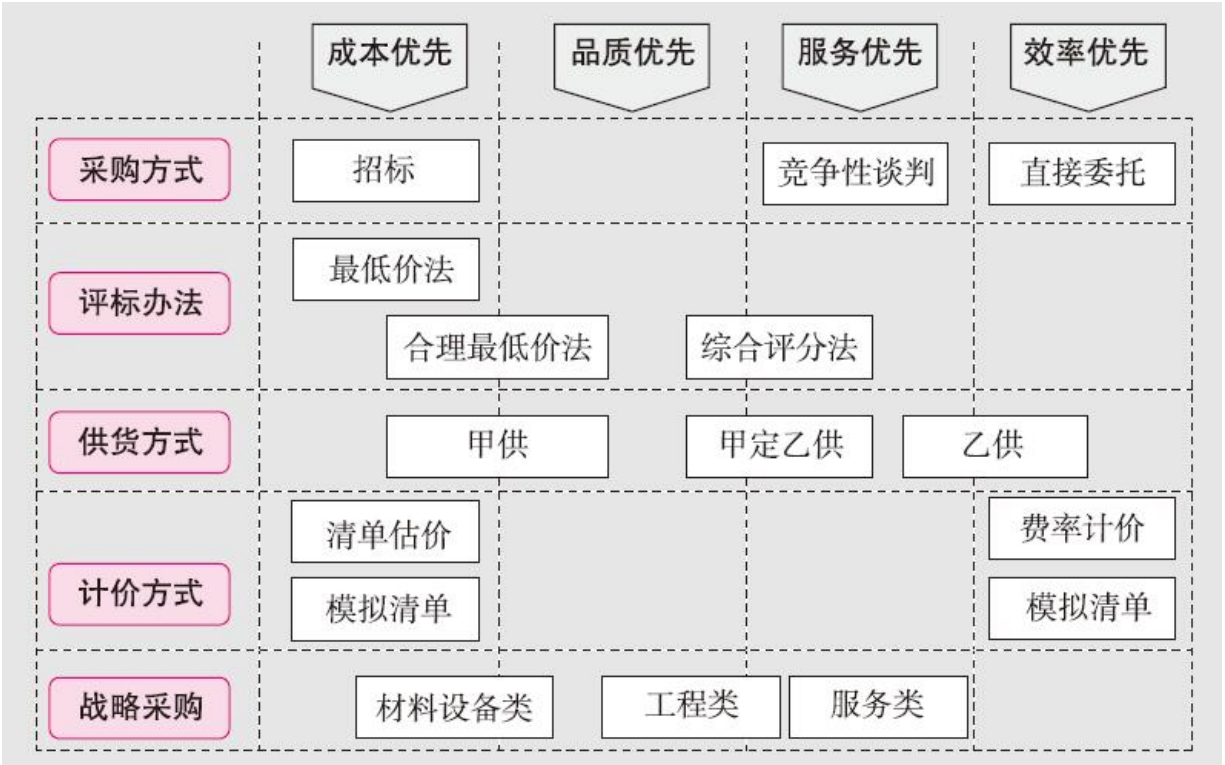 成本优先
品质优先
服务优先
效率优先
采购方式
招标
竞争性谈判
直接委托
评标办法
最低价法
合理最低价法
综合评分法
供货方式
甲供
甲定乙供
乙供
计价方式
清单估价
费率计价
模拟清单
模拟清单
战略采购
材料设备类
工程类
服务类